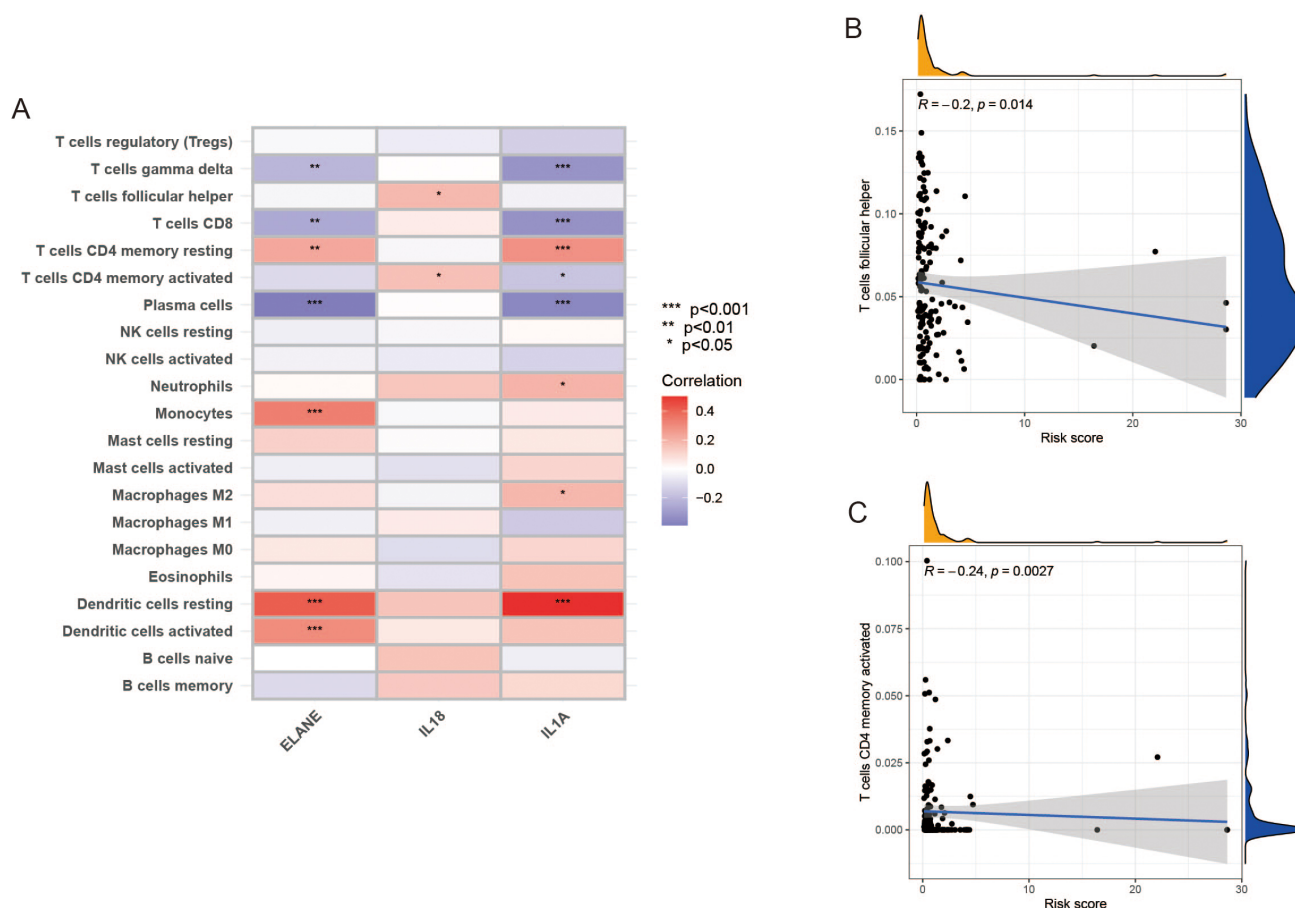 A
T cells regulatory (Tregs)
T cells gamma delta
** ***
T cells follicular helper
*
T cells CD8
** ***
T cells CD4 memory resting
** ***
T cells CD4 memory activated
* *
Plasma cells
*** ***
NK cells resting
NK cells activated
Neutrophils
*
Monocytes
***
Mast cells resting
Mast cells activated
Macrophages M2
*
Macrophages M1
Macrophages M0
Eosinophils
Dendritic cells resting
*** ***
Dendritic cells activated
***
B cells naive
B cells memory
ELANE
IL18
IL1A
*** p<0.001
** p<0.01
* p<0.05
Correlation
0.4
0.2
0.0
−0.2
B
R = −0.2, p = 0.014
T cells follicular helper
0.15
0.10
0.05
0.00
0 10 20 30
Risk score
C
R = −0.24, p = 0.0027
T cells CD4 memory activated
0.100
0.075
0.050
0.025
0.000
0 10 20 30
Risk score